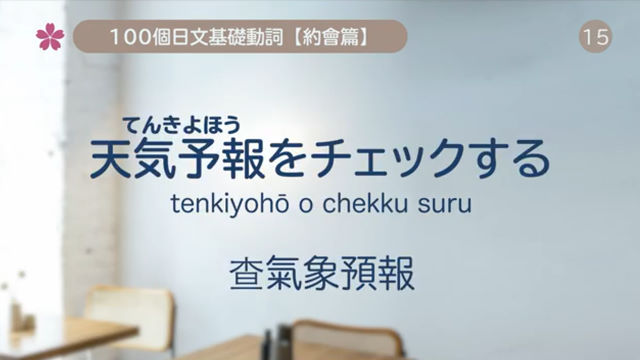 100個日文基礎動詞【約會篇】
15
てんきよほう
天気予報をチェックする
tenkiyohō o chekku suru
查氣象預報